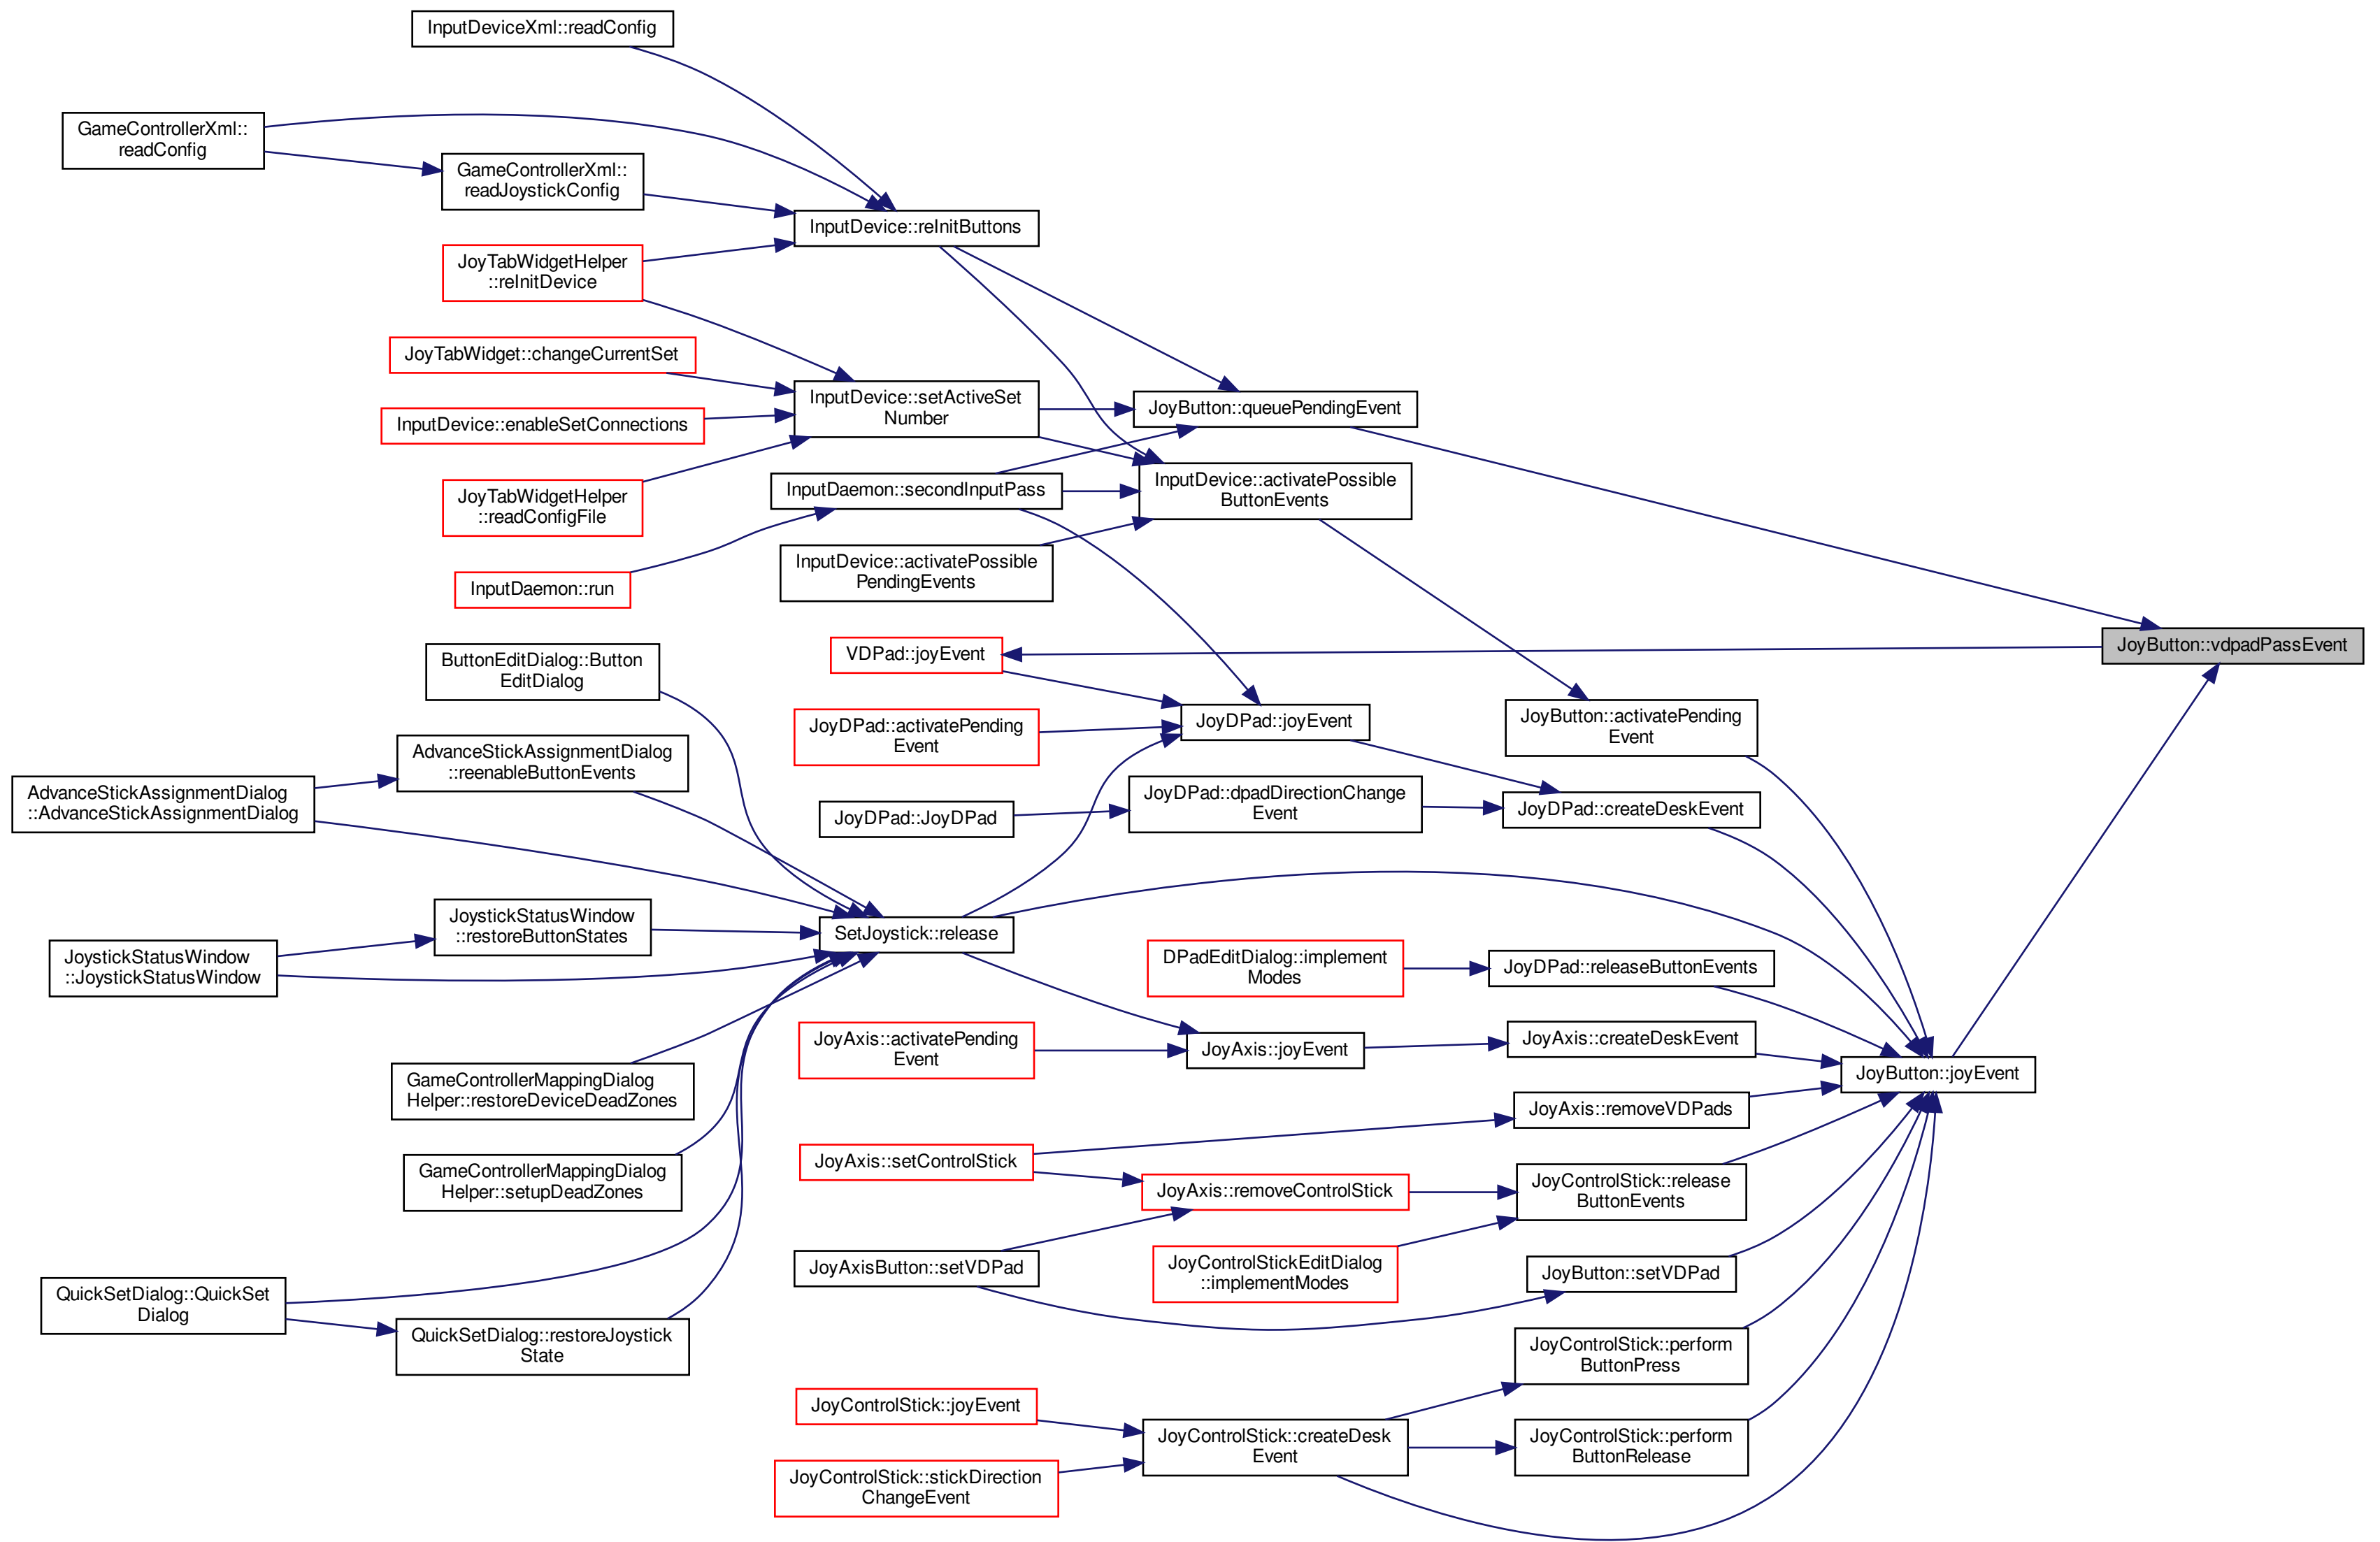 InputDeviceXml::readConfig
GameControllerXml::
readConfig
GameControllerXml::
readJoystickConfig
InputDevice::reInitButtons
JoyTabWidgetHelper
::reInitDevice
JoyTabWidget::changeCurrentSet
InputDevice::setActiveSet
Number
JoyButton::queuePendingEvent
InputDevice::enableSetConnections
JoyTabWidgetHelper
::readConfigFile
InputDaemon::secondInputPass
InputDevice::activatePossible
ButtonEvents
InputDaemon::run
InputDevice::activatePossible
PendingEvents
ButtonEditDialog::Button
EditDialog
VDPad::joyEvent
JoyButton::vdpadPassEvent
JoyDPad::activatePending
Event
JoyDPad::joyEvent
JoyButton::activatePending
Event
AdvanceStickAssignmentDialog
::reenableButtonEvents
AdvanceStickAssignmentDialog
::AdvanceStickAssignmentDialog
JoyDPad::JoyDPad
JoyDPad::dpadDirectionChange
Event
JoyDPad::createDeskEvent
JoystickStatusWindow
::restoreButtonStates
SetJoystick::release
JoystickStatusWindow
::JoystickStatusWindow
DPadEditDialog::implement
Modes
JoyDPad::releaseButtonEvents
JoyAxis::activatePending
Event
JoyAxis::joyEvent
JoyAxis::createDeskEvent
JoyButton::joyEvent
GameControllerMappingDialog
Helper::restoreDeviceDeadZones
JoyAxis::removeVDPads
GameControllerMappingDialog
Helper::setupDeadZones
JoyAxis::setControlStick
JoyAxis::removeControlStick
JoyControlStick::release
ButtonEvents
JoyAxisButton::setVDPad
JoyControlStickEditDialog
::implementModes
JoyButton::setVDPad
QuickSetDialog::QuickSet
Dialog
QuickSetDialog::restoreJoystick
State
JoyControlStick::perform
ButtonPress
JoyControlStick::joyEvent
JoyControlStick::createDesk
Event
JoyControlStick::perform
ButtonRelease
JoyControlStick::stickDirection
ChangeEvent